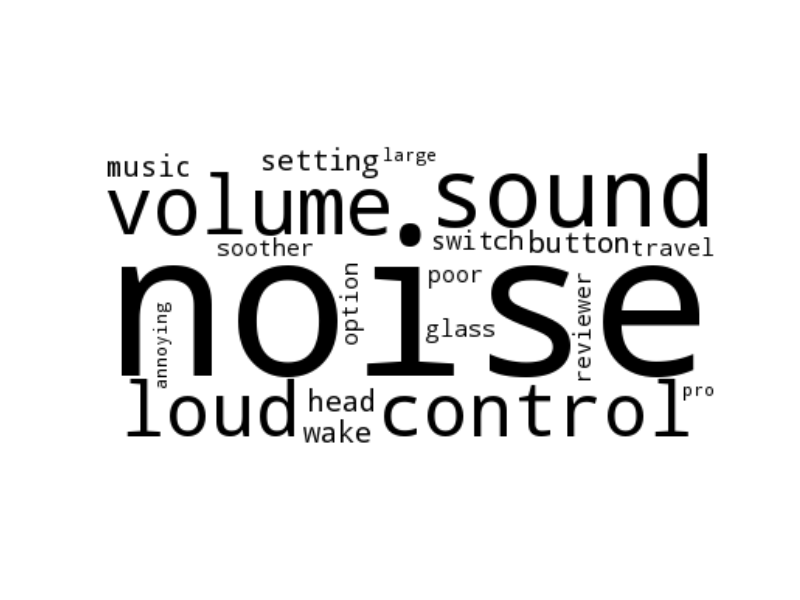 music setting large
volume sound
soother switch button travel
noise
annoying
option
poor
glass
reviewer
loud head control pro
wake